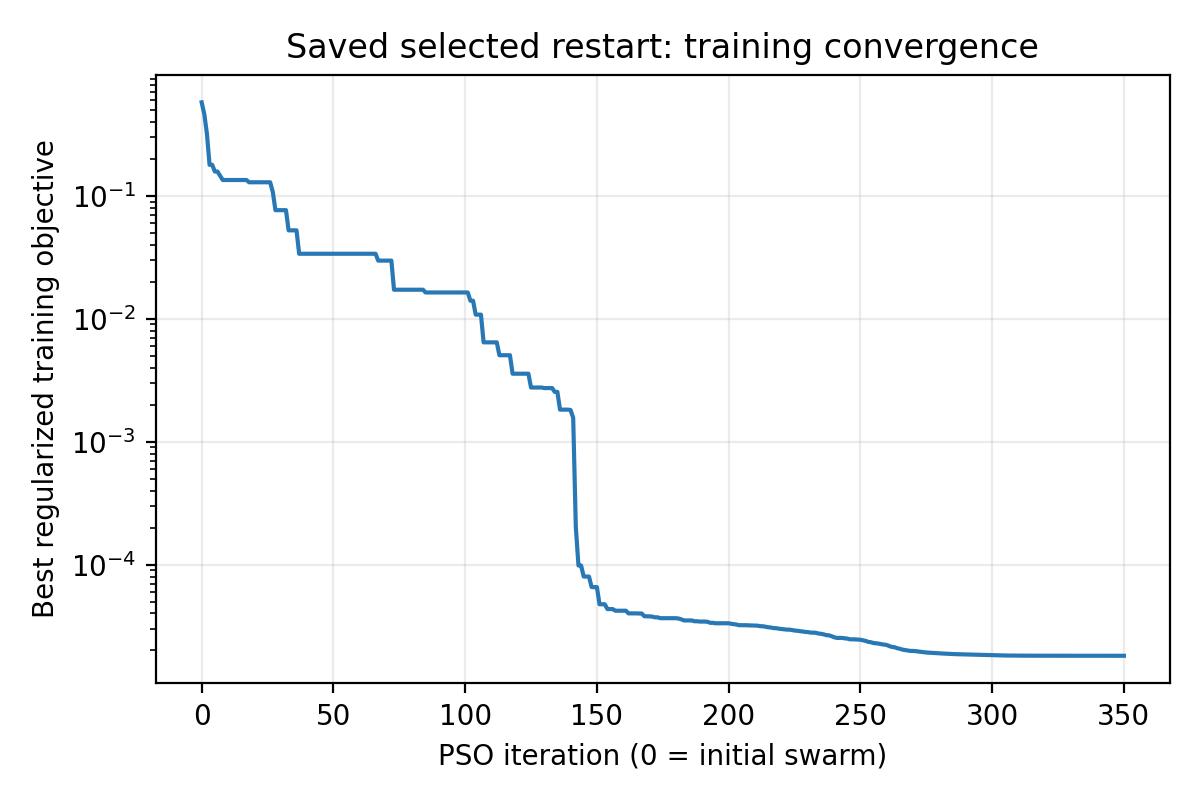 Saved selected restart: training convergence
Best regularized training objective
10⁻¹
10⁻²
10⁻³
10⁻⁴
0 50 100 150 200 250 300 350
PSO iteration (0 = initial swarm)